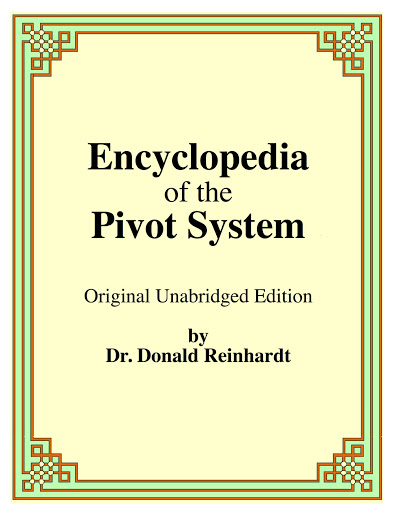 Encyclopedia
of the
Pivot System
Original Unabridged Edition
by
Dr. Donald Reinhardt